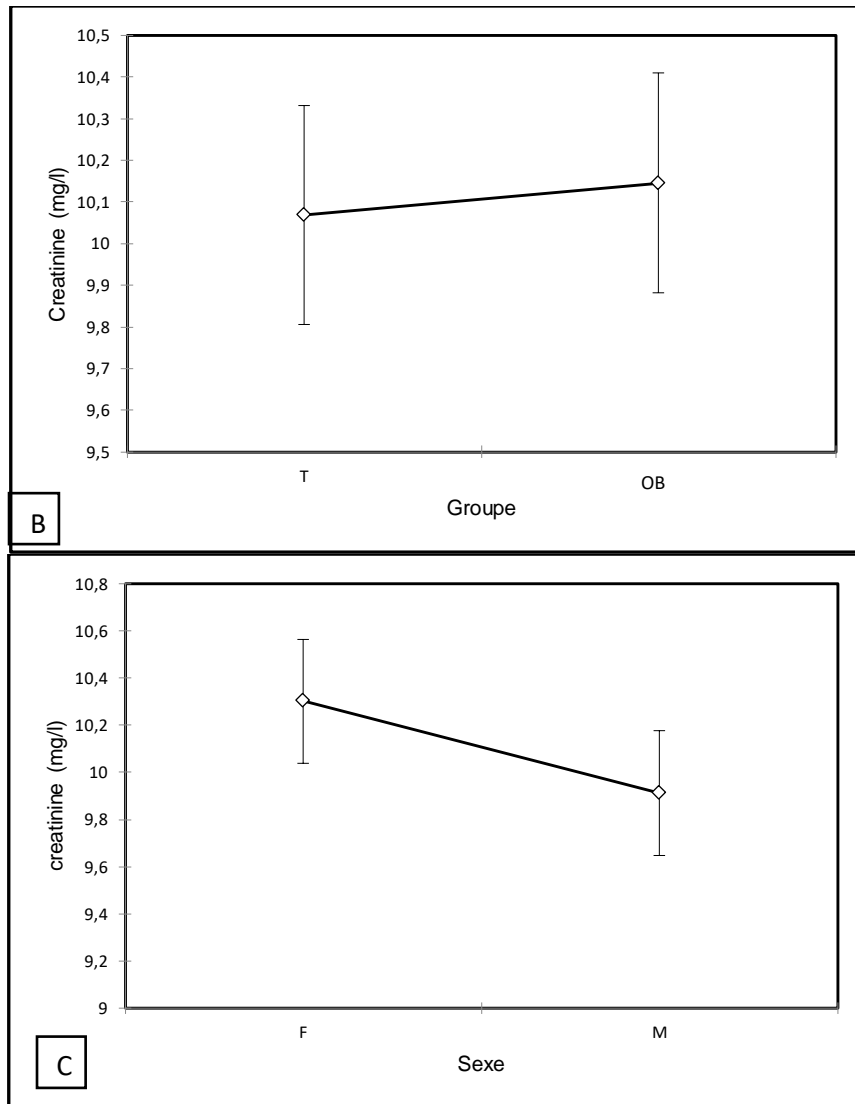 10,5
10,4
10,3
10,2
10,1
10
9,9
9,8
9,7
9,6
9,5
Creatinine (mg/l)
T OB
Groupe
B
10,8
10,6
10,4
10,2
10
9,8
9,6
9,4
9,2
9
creatinine (mg/l)
F M
Sexe
C